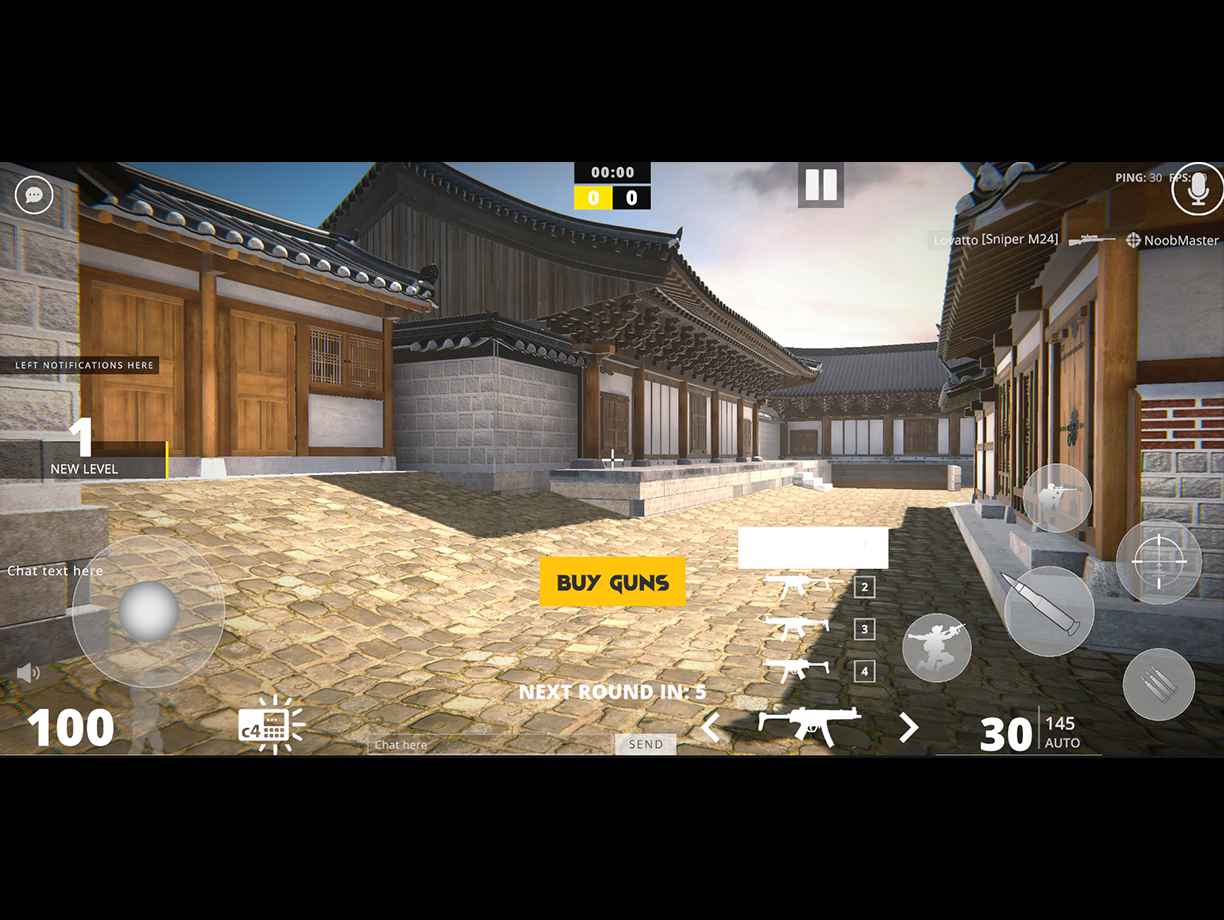 00:00
0 0
PING: 30 FPS:
Lovatto [Sniper M24] NoobMaster
LEFT NOTIFICATIONS HERE
1
NEW LEVEL
Chat text here
BUY GUNS
2
3
4
NEXT ROUND IN: 5
100
C4
Chat here
SEND
30
145
AUTO